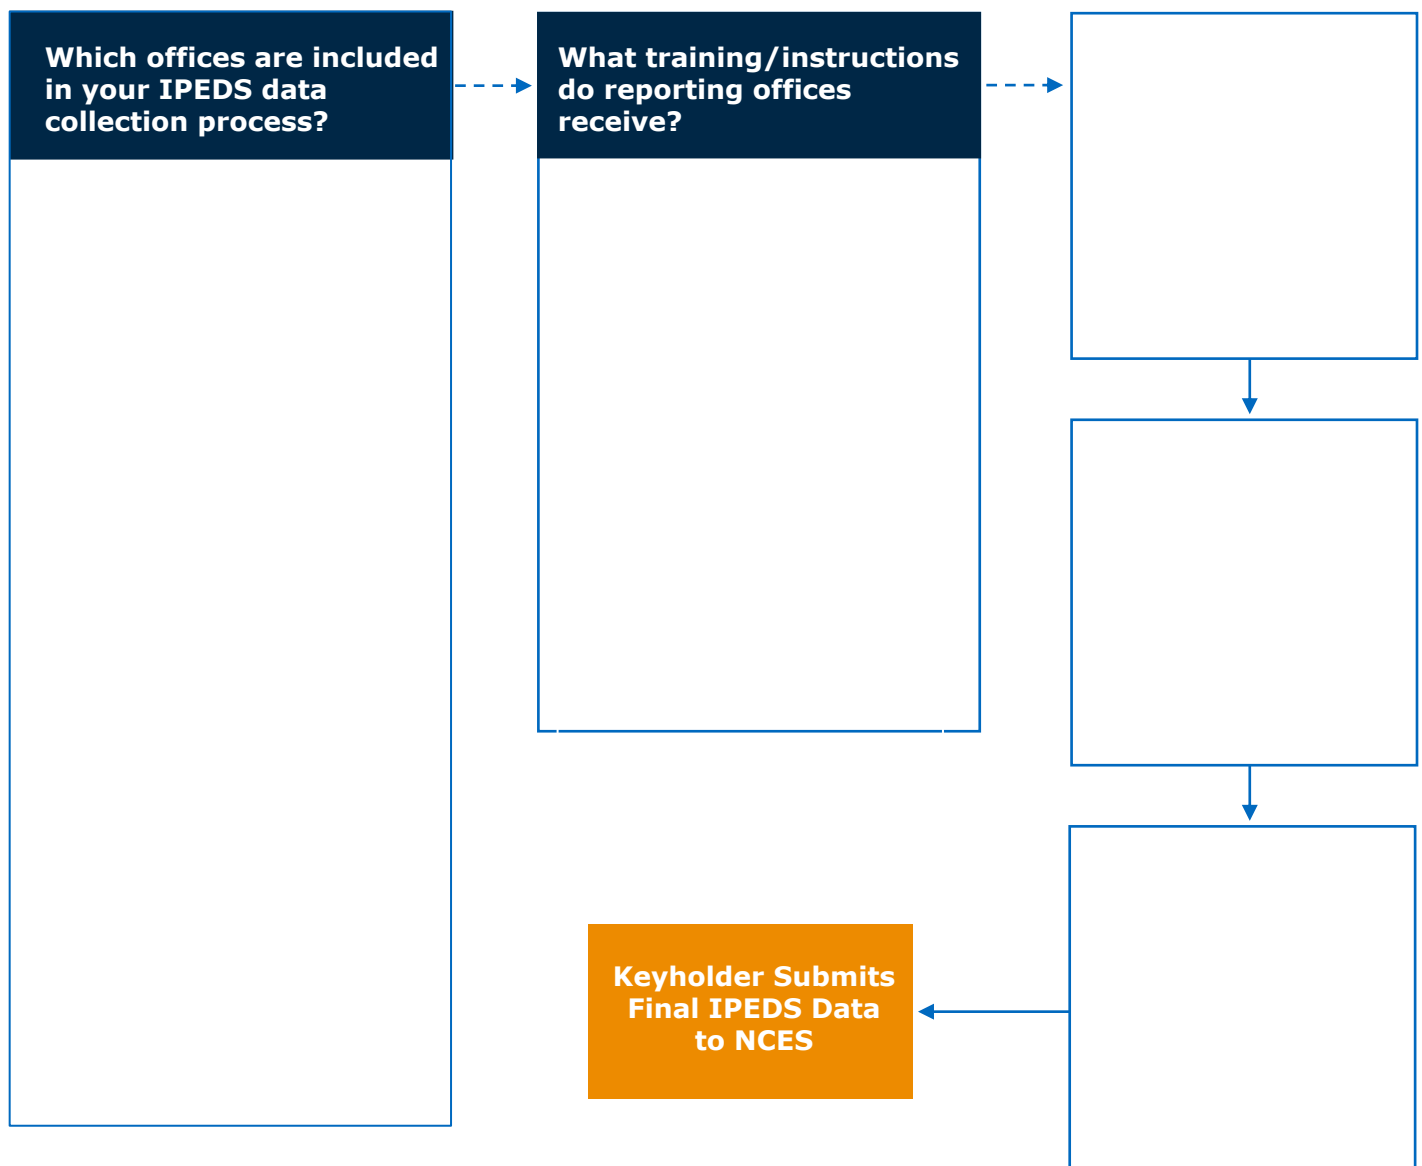 Which offices are included
in your IPEDS data
collection process?
What training/instructions
do reporting offices
receive?
Keyholder Submits
Final IPEDS Data
to NCES